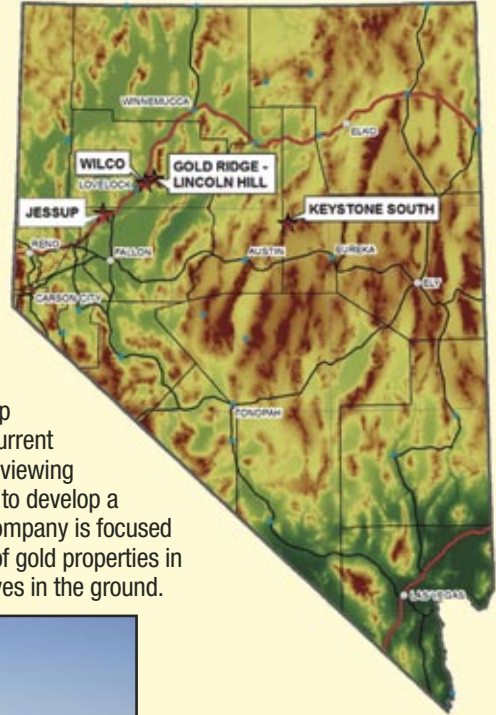 WINNEMUCCA
ELKO
WILCO
GOLD RIDGE -
LINCOLN HILL
LOVELOCK
JESSUP
KEYSTONE SOUTH
RENO
FALLON
AUSTIN
EUREKA
ELY
CARSON CITY
TONOPAH
LAS VEGAS
p
urrent
viewing
to develop a
ompany is focused
of gold properties in
ves in the ground.